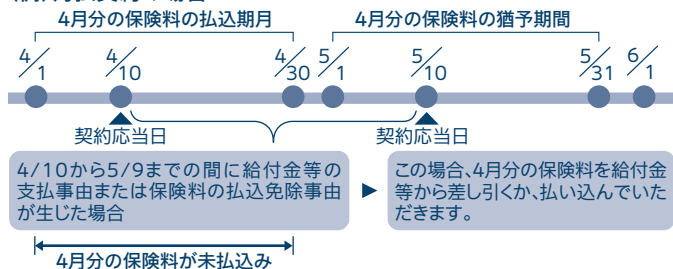 4月分の保険料の払込期月
4月分の保険料の猶予期間
4/1
4/10
4/30
5/1
5/10
5/31
6/1
契約応当日
契約応当日
4/10から5/9までの間に給付金等の
支払事由または保険料の払込免除事由
が生じた場合
この場合、4月分の保険料を給付金
等から差し引くか、払い込んでいた
だきます。
4月分の保険料が未払込み